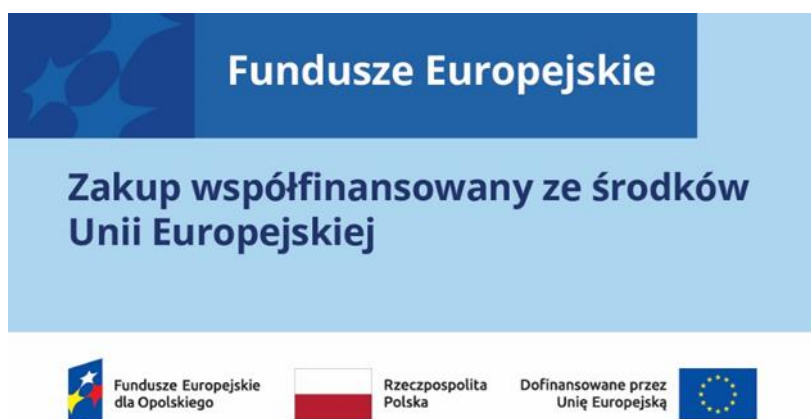 Fundusze Europejskie
Zakup współfinansowany ze środków
Unii Europejskiej
Fundusze Europejskie
dla Opolskiego
Rzeczpospolita
Polska
Dofinansowane przez
Unię Europejską